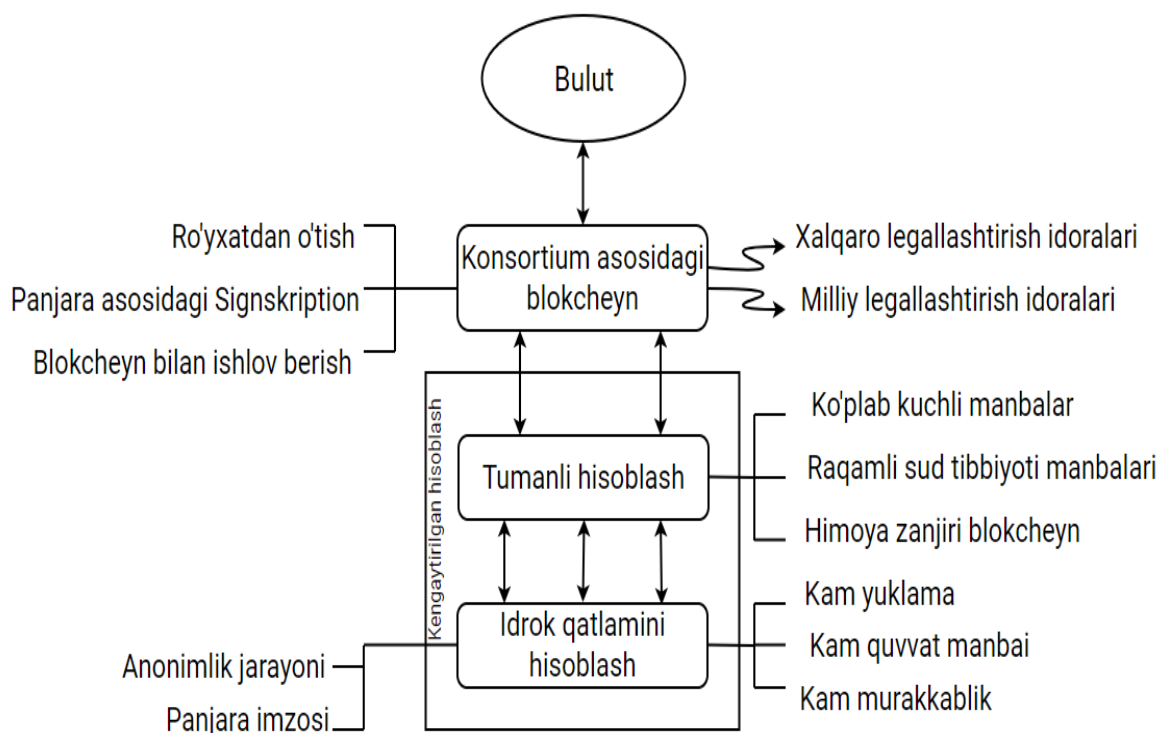 Bulut
Ro'yxatdan o'tish
Panjara asosidagi Signskription
Blokcheyn bilan ishlov berish
Konsortium asosidagi
blokcheyn
Xalqaro legallashtirish idoralari
Milliy legallashtirish idoralari
Kengaytirilgan hisoblash
Tumanli hisoblash
Ko'plab kuchli manbalar
Raqamli sud tibbiyoti manbalari
Himoya zanjiri blokcheyn
Idrok qatlamini
hisoblash
Kam yuklama
Kam quvvat manbai
Kam murakkablik
Anonimlik jarayoni
Panjara imzosi